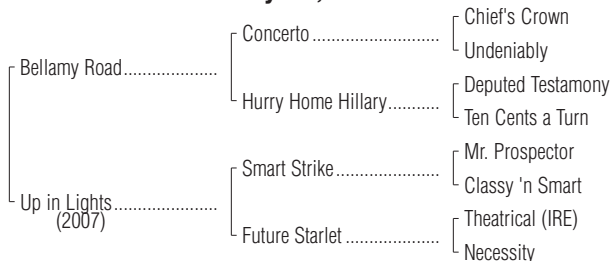 Chief's Crown
Concerto
Undeniably
Bellamy Road
Deputed Testamony
Hurry Home Hillary
Ten Cents a Turn
Mr. Prospector
Smart Strike
Classy 'n Smart
Up in Lights
(2007)
Theatrical (IRE)
Future Starlet
Necessity